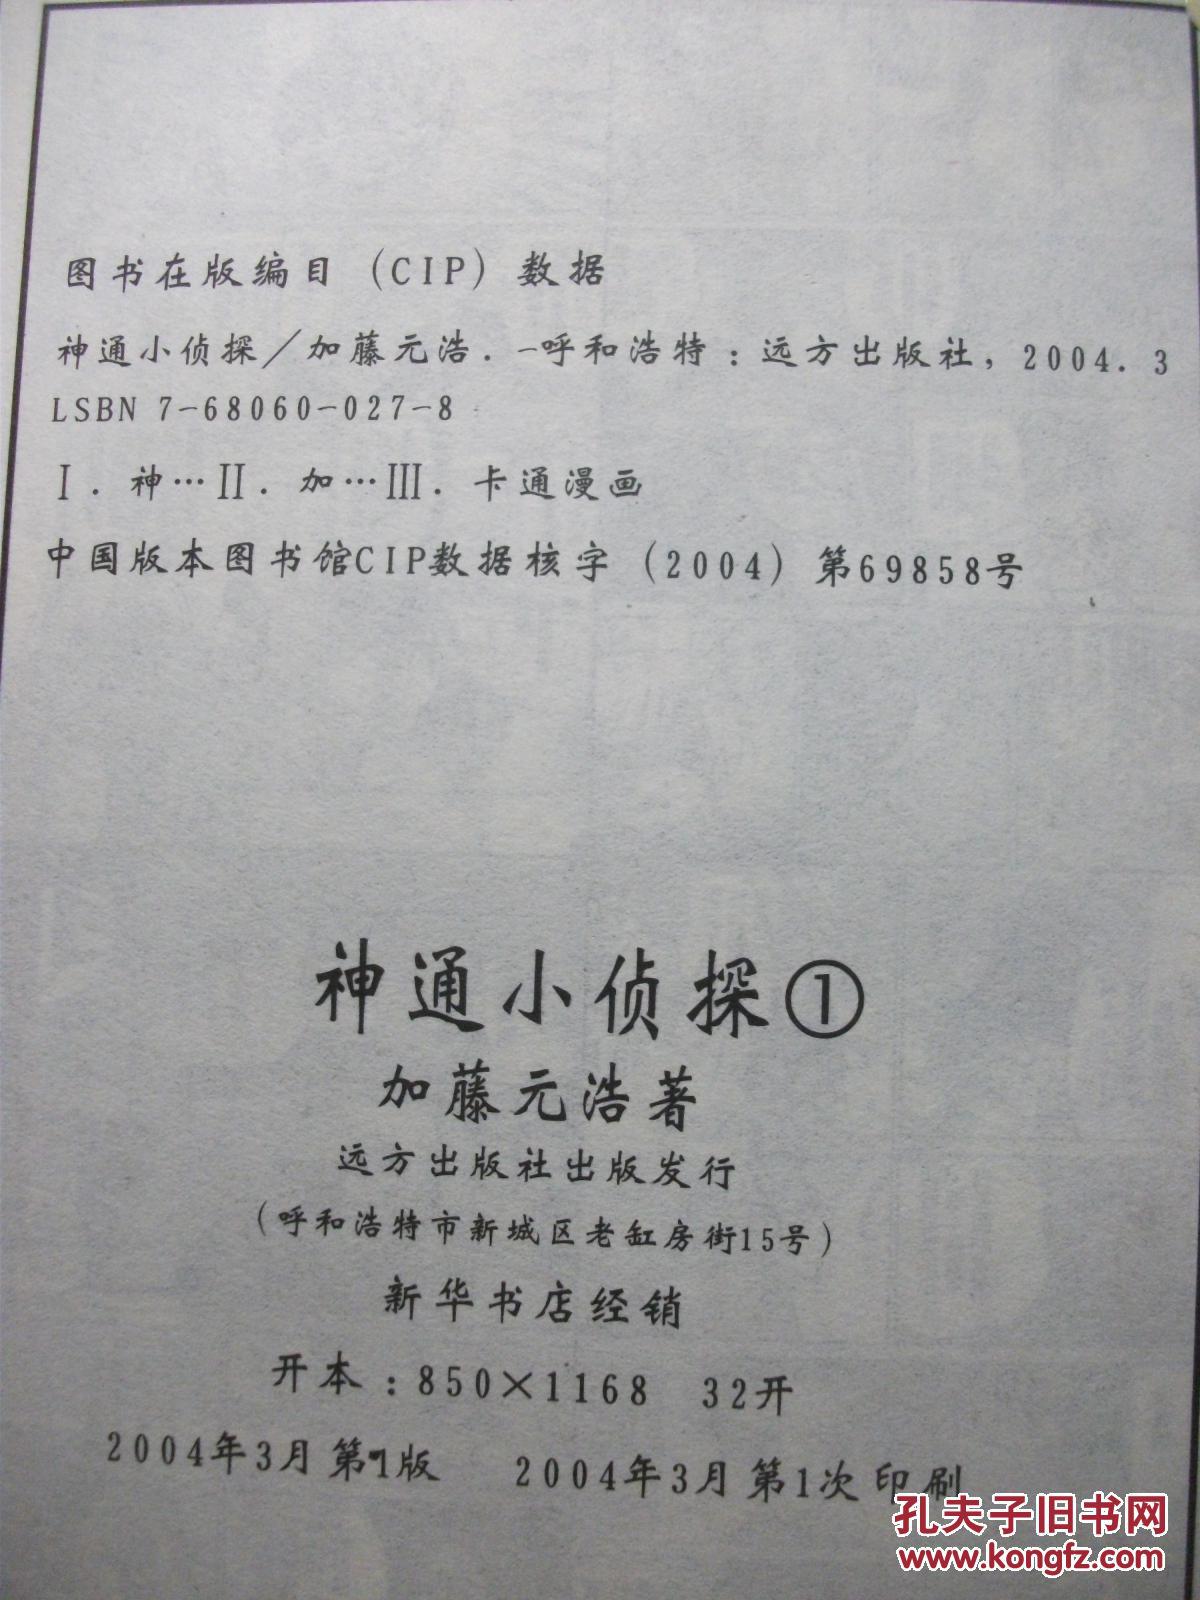 图书在版编目（CIP）数据
神通小侦探／加藤元浩．—呼和浩特：远方出版社，2004．3
LSBN 7-68060-027-8
Ⅰ．神…Ⅱ．加…Ⅲ．卡通漫画
中国版本图书馆CIP数据核字（2004）第69858号
神通小侦探①
加藤元浩著
远方出版社出版发行
（呼和浩特市新城区老缸房街15号）
新华书店经销
开本：850×1168 32开
2004年3月第1版 2004年3月第1次印刷
孔夫子旧书网
www.kongfz.com